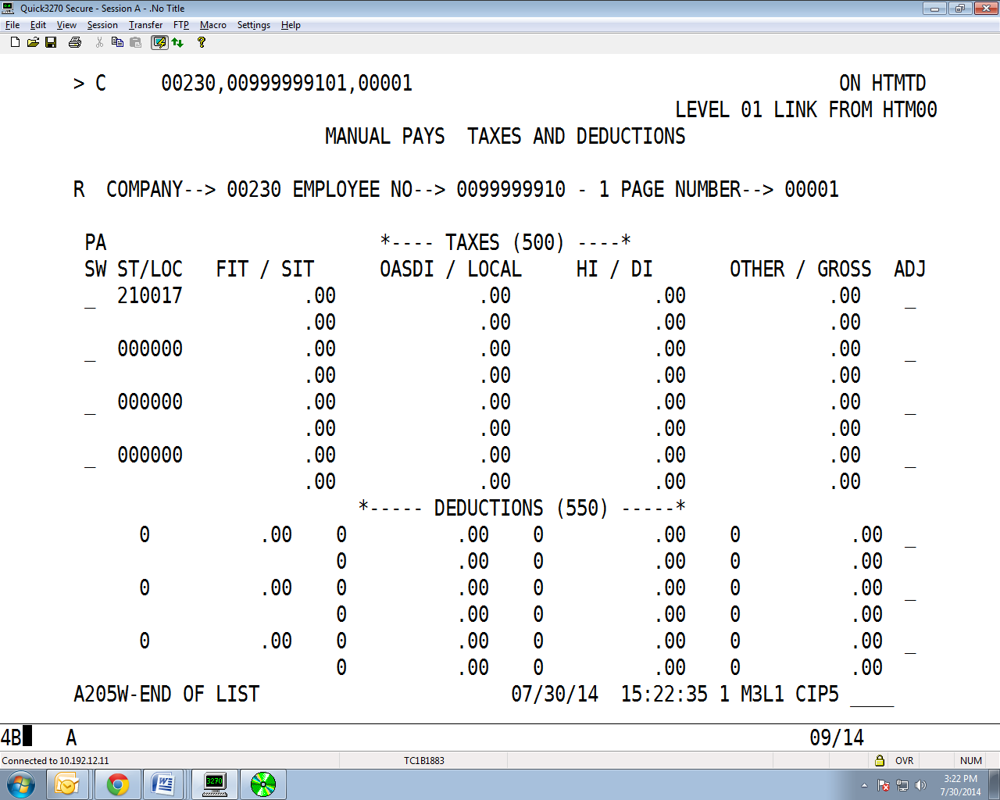 Quick3270 Secure - Session A - .No Title
File Edit View Session Transfer FTP Macro Settings Help
> C 00230,00999999101,00001 ON HTMTD
LEVEL 01 LINK FROM HTM00
MANUAL PAYS TAXES AND DEDUCTIONS
R COMPANY--> 00230 EMPLOYEE NO--> 0099999910 - 1 PAGE NUMBER--> 00001
PA *---- TAXES (500) ----*
SW ST/LOC FIT / SIT OASDI / LOCAL HI / DI OTHER / GROSS ADJ
_ 210017 .00 .00 .00 .00 _
.00 .00 .00 .00
_ 000000 .00 .00 .00 .00 _
.00 .00 .00 .00
_ 000000 .00 .00 .00 .00 _
.00 .00 .00 .00
_ 000000 .00 .00 .00 .00 _
.00 .00 .00 .00
*----- DEDUCTIONS (550) -----*
0 .00 0 .00 0 .00 0 .00 _
0 .00 0 .00 0 .00
0 .00 0 .00 0 .00 0 .00 _
0 .00 0 .00 0 .00
0 .00 0 .00 0 .00 0 .00 _
0 .00 0 .00 0 .00
A205W-END OF LIST 07/30/14 15:22:35 1 M3L1 CIP5 ____
4B A 09/14
Connected to 10.192.12.11 TC1B1883 OVR NUM
3270 3:22 PM
7/30/2014